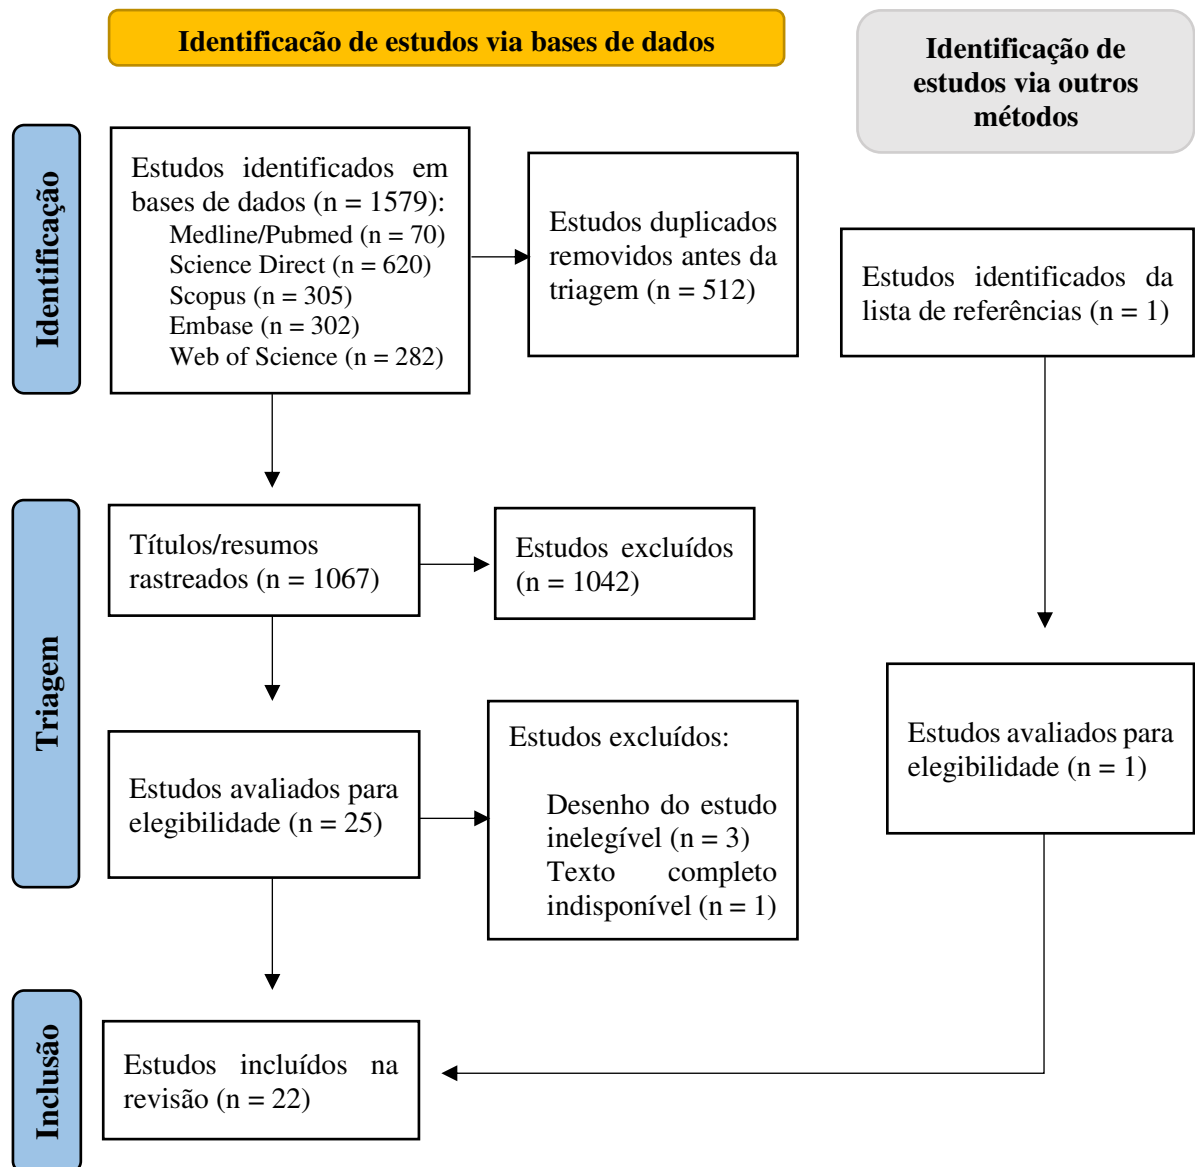 Identificacão de estudos via bases de dados
Identificação de
estudos via outros
métodos
Identificação
Estudos identificados em
bases de dados (n = 1579):
Medline/Pubmed (n = 70)
Science Direct (n = 620)
Scopus (n = 305)
Embase (n = 302)
Web of Science (n = 282)
Estudos duplicados
removidos antes da
triagem (n = 512)
Estudos identificados da
lista de referências (n = 1)
Triagem
Títulos/resumos
rastreados (n = 1067)
Estudos excluídos
(n = 1042)
Estudos avaliados para
elegibilidade (n = 25)
Estudos excluídos:
Desenho do estudo
inelegível (n = 3)
Texto completo
indisponível (n = 1)
Estudos avaliados para
elegibilidade (n = 1)
Inclusão
Estudos incluídos na
revisão (n = 22)